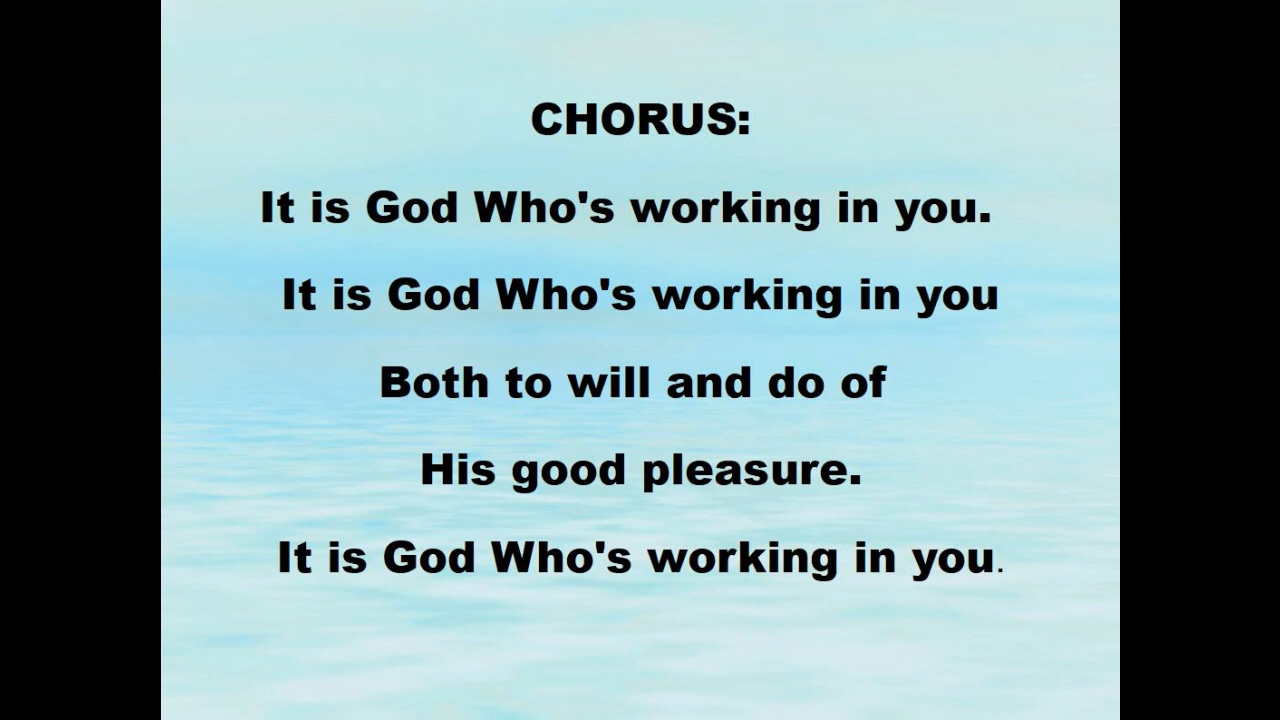 CHORUS:
It is God Who's working in you.
It is God Who's working in you
Both to will and do of
His good pleasure.
It is God Who's working in you.